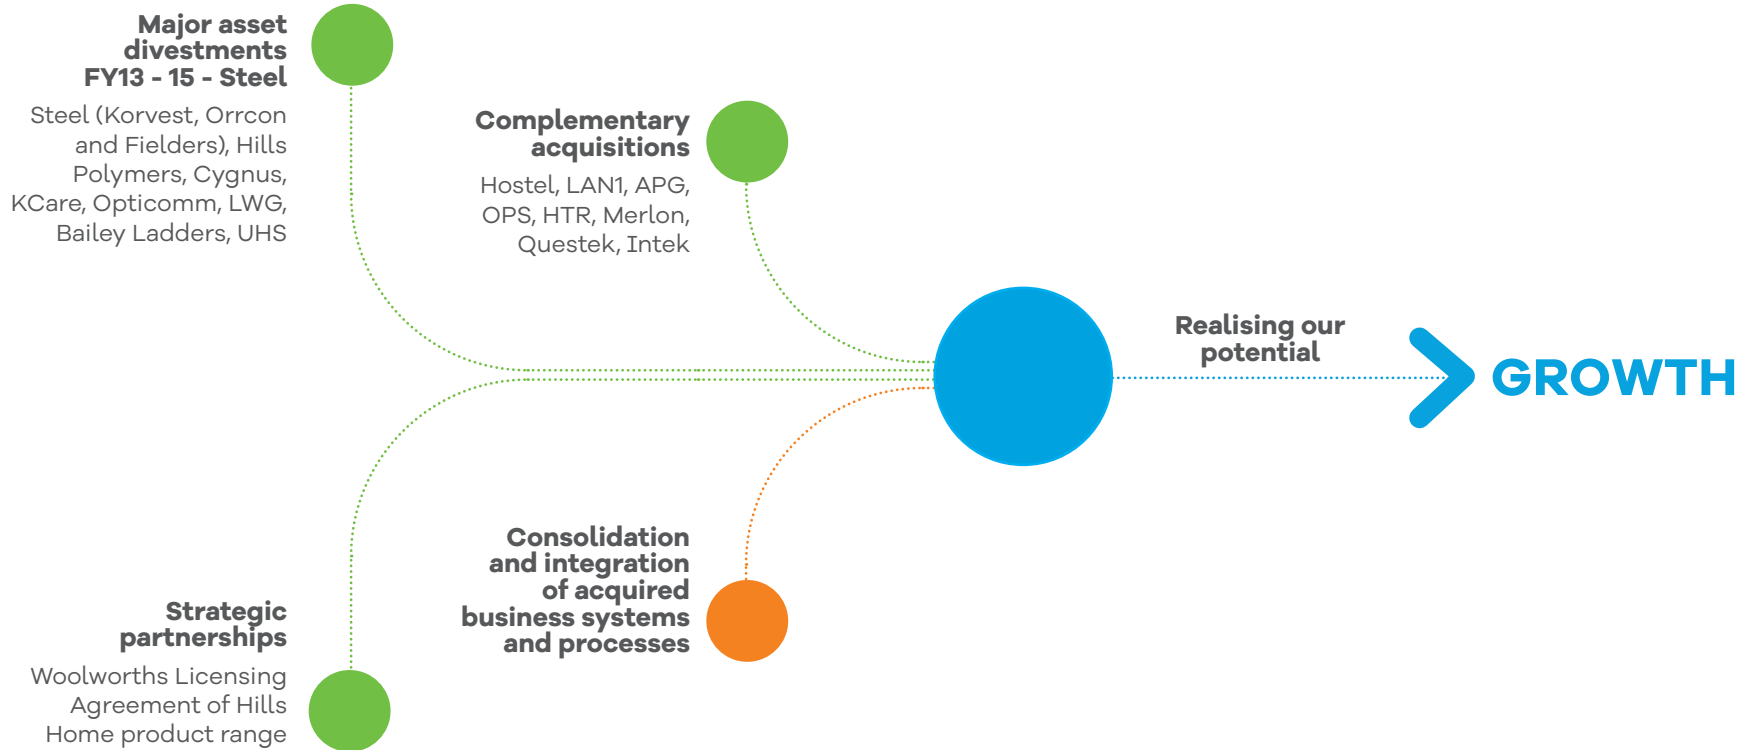 Major asset
divestments
FY13 - 15 - Steel
Steel (Korvest, Orrcon
and Fielders), Hills
Polymers, Cygnus,
KCare, Opticomm, LWG,
Bailey Ladders, UHS
Complementary
acquisitions
Hostel, LAN1, APG,
OPS, HTR, Merlon,
Questek, Intek
Realising our
potential
GROWTH
Consolidation
and integration
of acquired
business systems
and processes
Strategic
partnerships
Woolworths Licensing
Agreement of Hills
Home product range